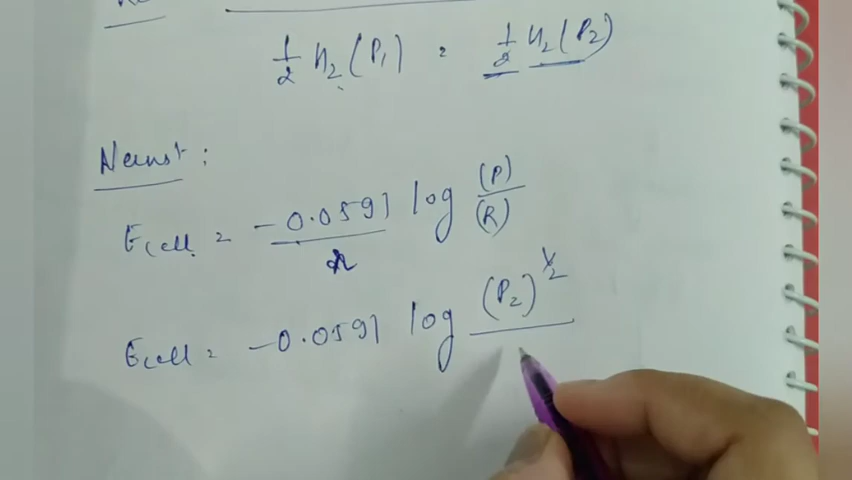 1/2 H2(P1) = 1/2 H2(P2)
Nernst :
Ecell = -0.0591/n log (P)/(R)
Ecell = -0.0591 log (P2)^1/2